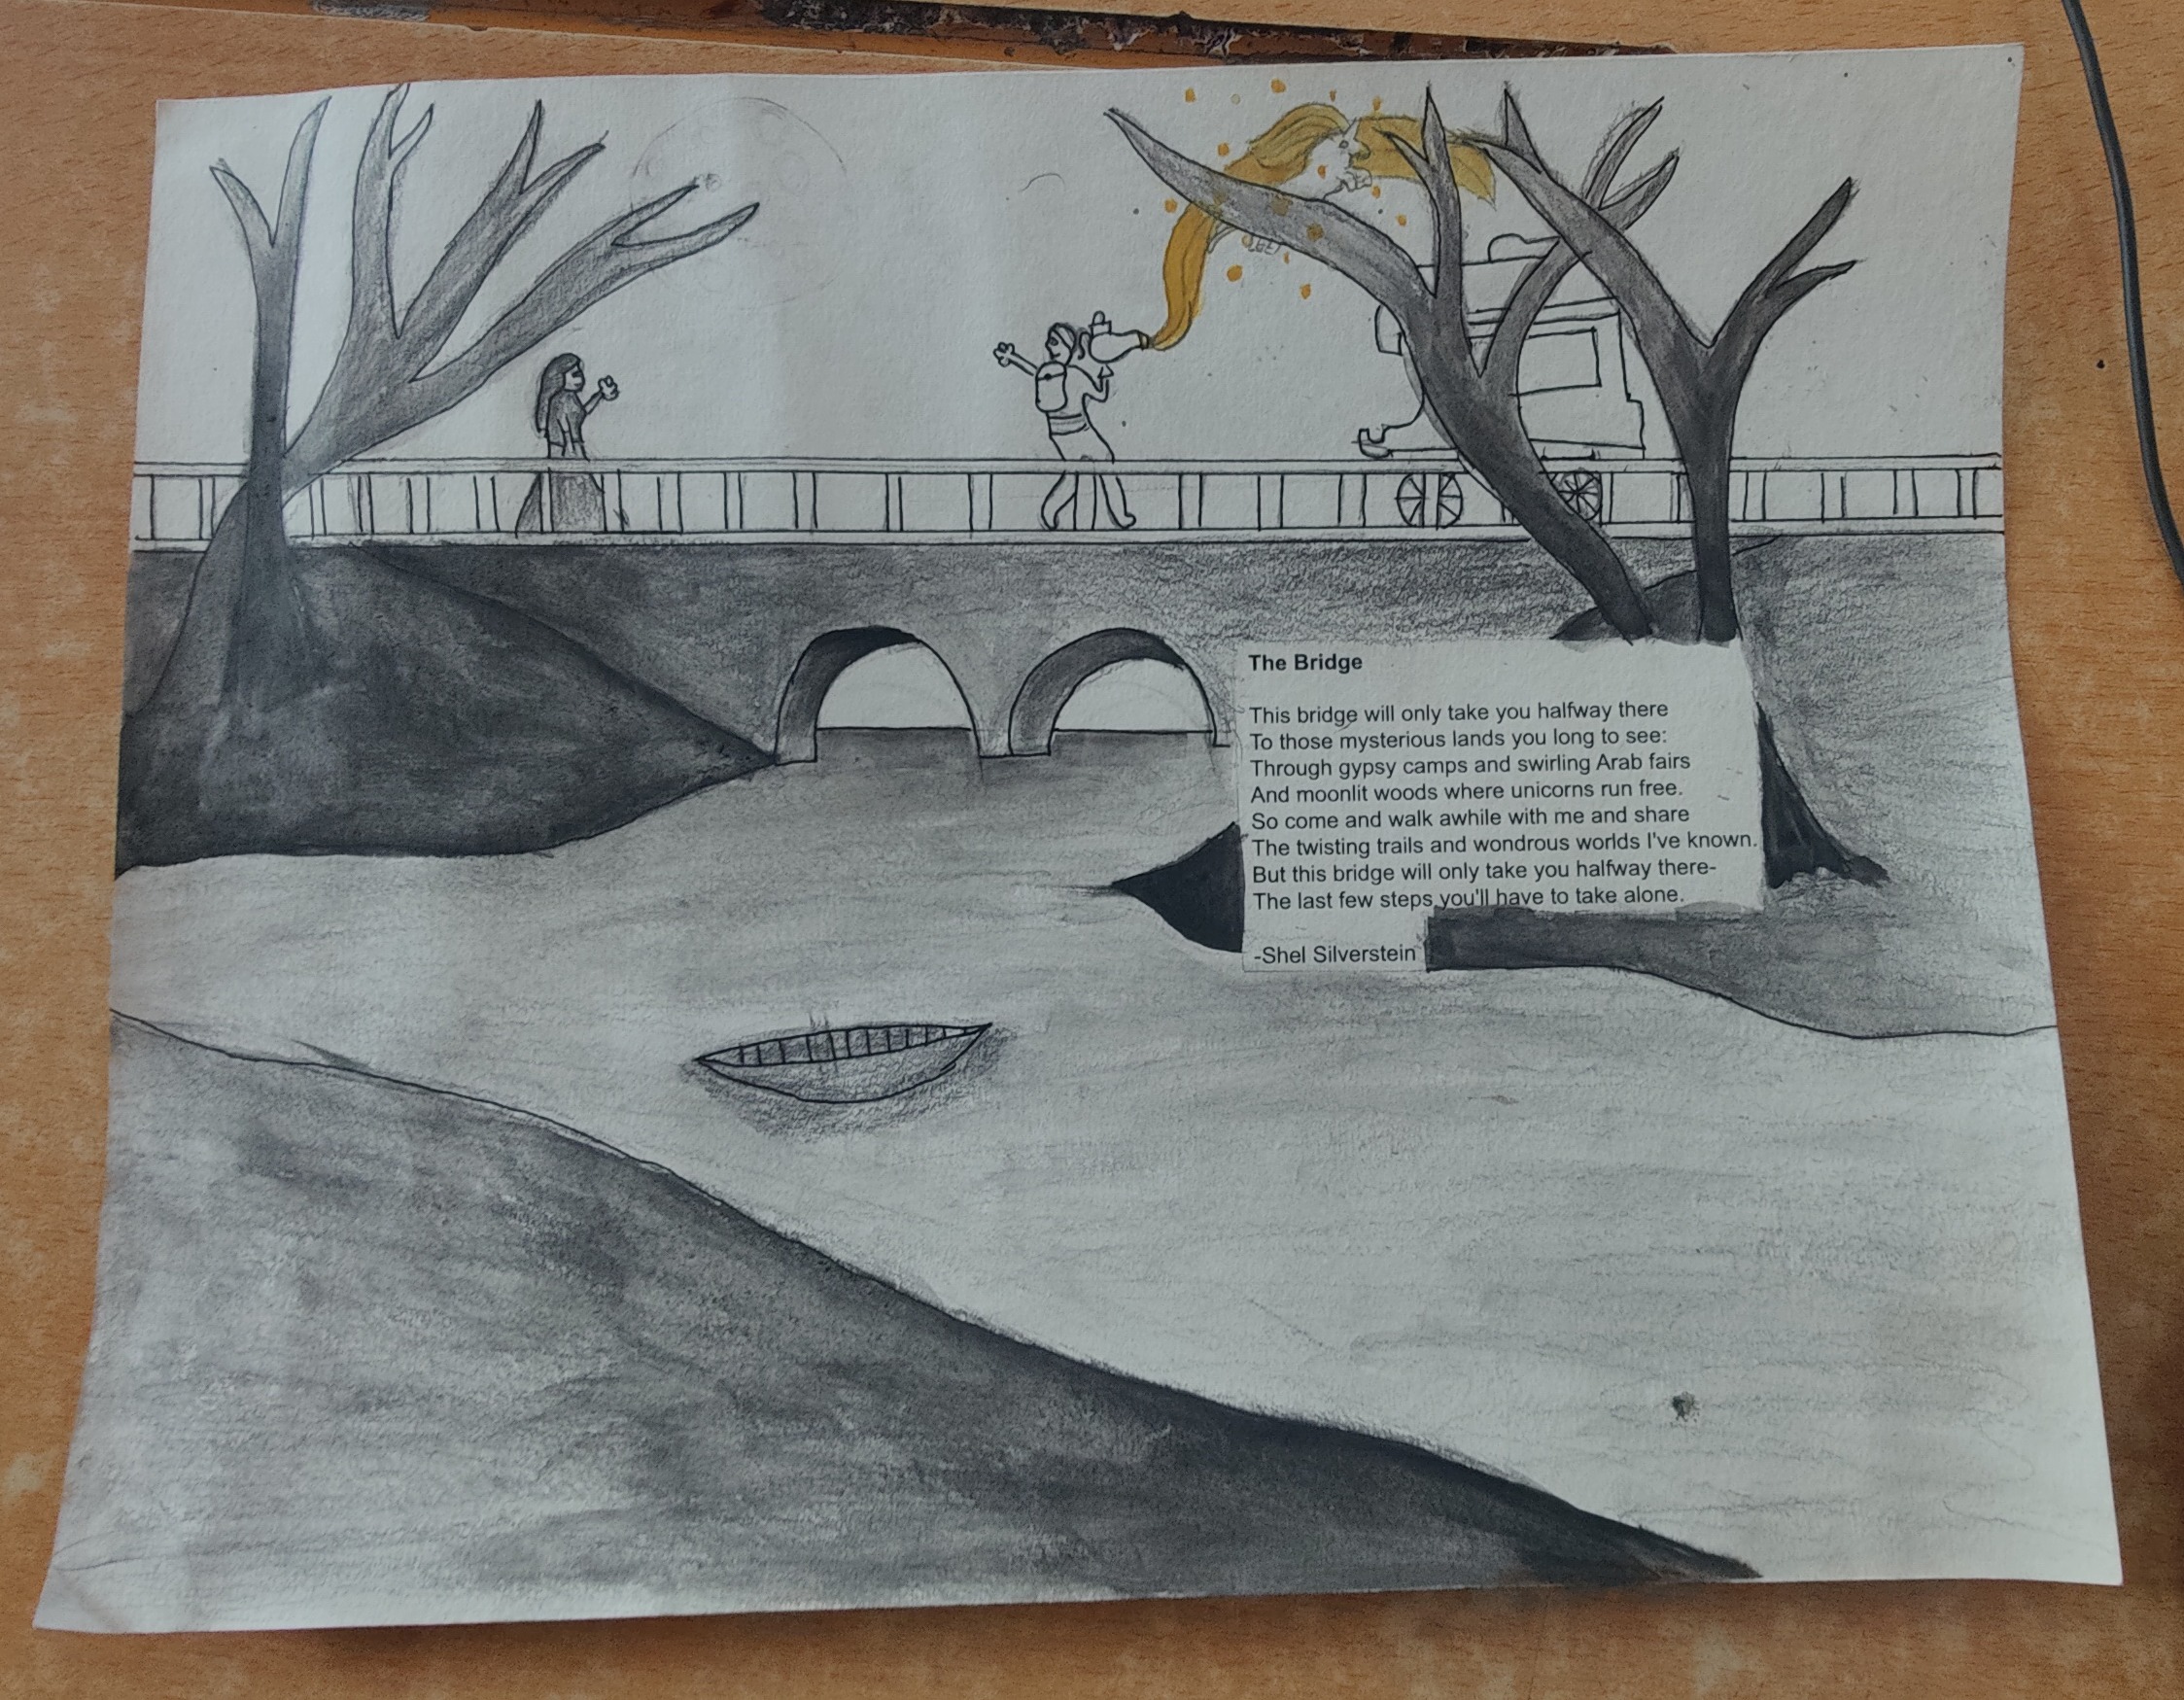 The Bridge
This bridge will only take you halfway there
To those mysterious lands you long to see:
Through gypsy camps and swirling Arab fairs
And moonlit woods where unicorns run free.
So come and walk awhile with me and share
The twisting trails and wondrous worlds I've known.
But this bridge will only take you halfway there-
The last few steps you'll have to take alone.
-Shel Silverstein